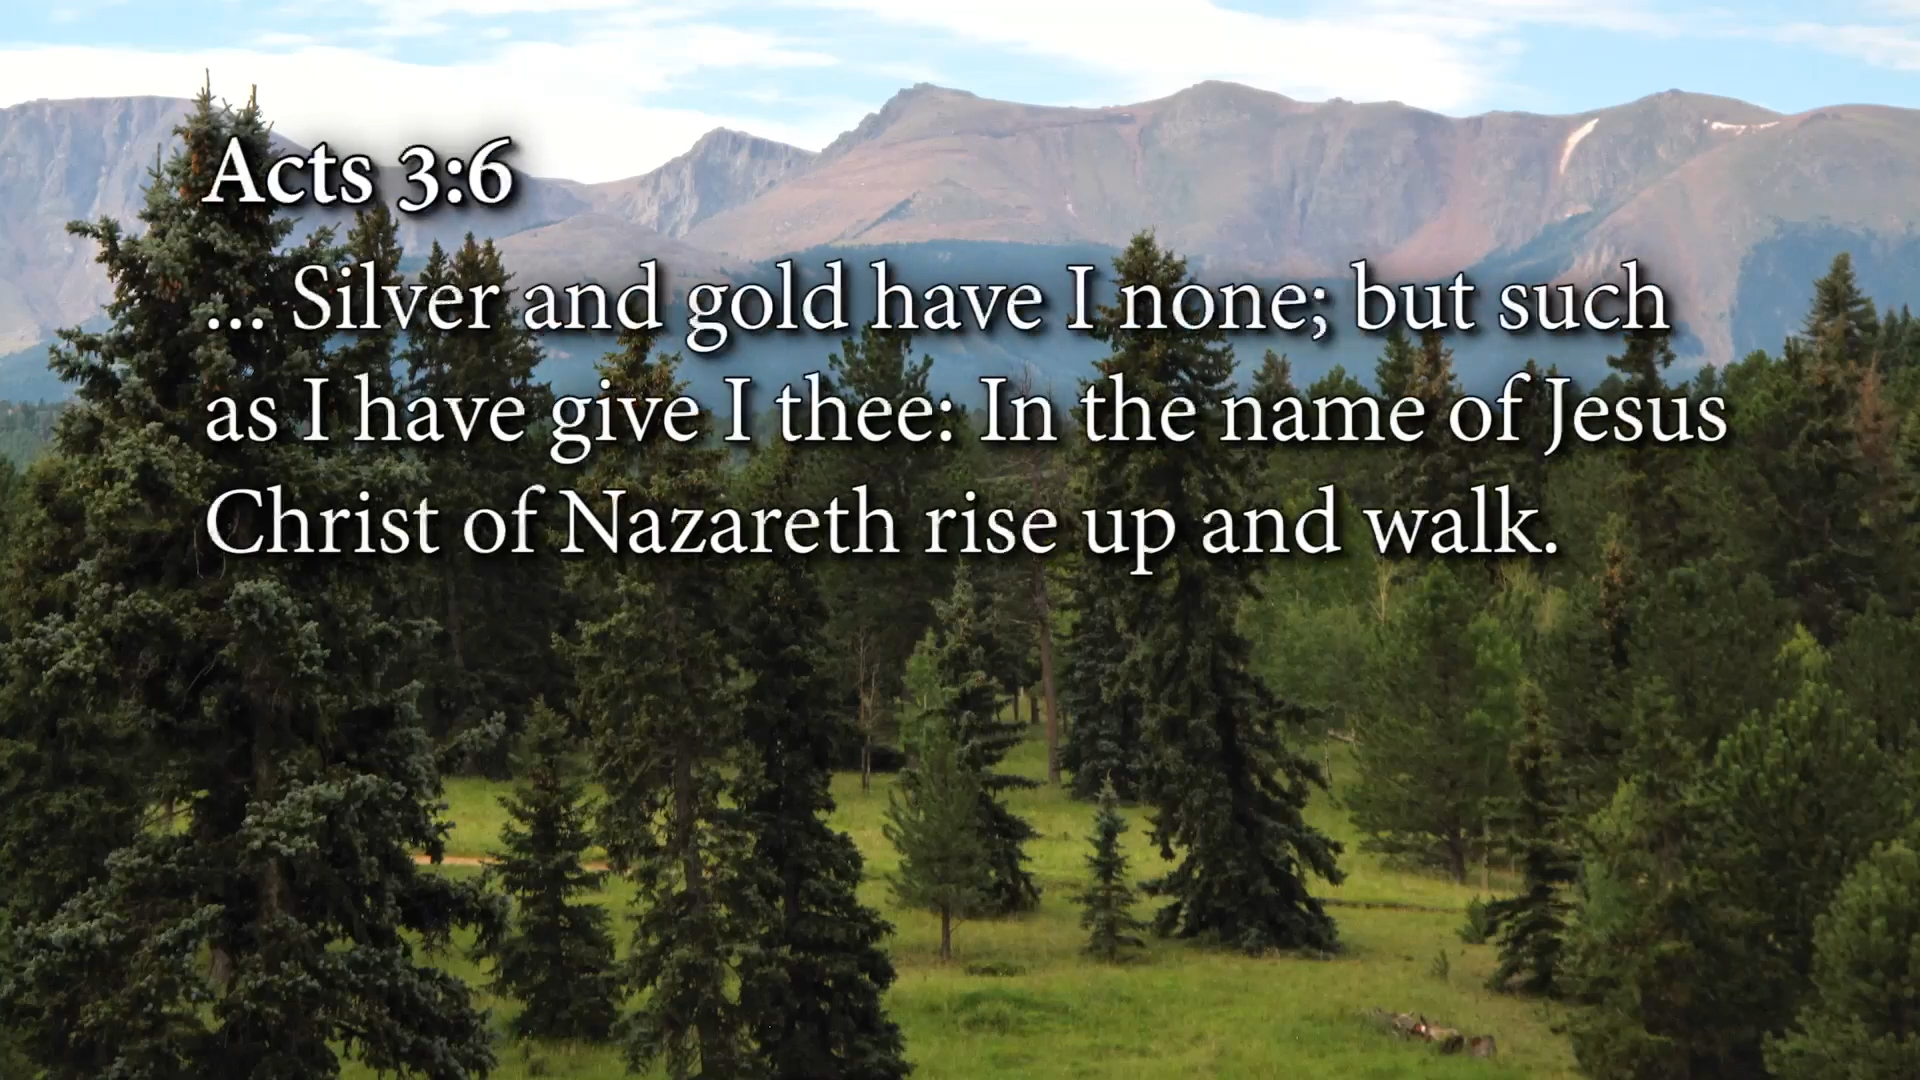 Acts 3:6
... Silver and gold have I none; but such
as I have give I thee: In the name of Jesus
Christ of Nazareth rise up and walk.